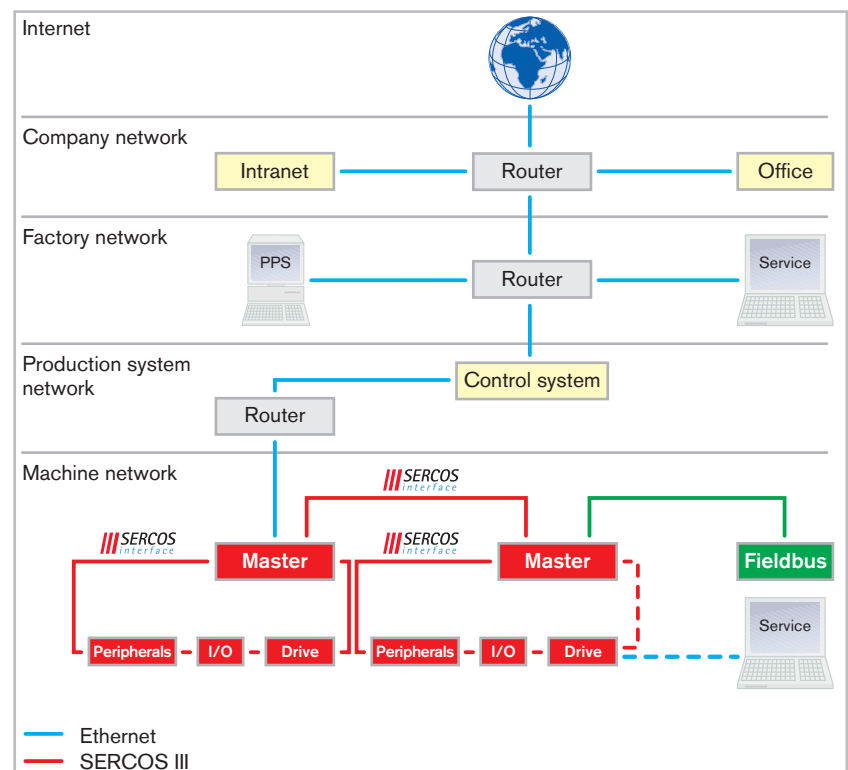 Internet
Company network
Intranet
Router
Office
Factory network
PPS
Router
Service
Production system
network
Control system
Router
Machine network
SERCOS
interface
SERCOS
interface
SERCOS
interface
Master
Master
Fieldbus
Peripherals
I/O
Drive
Peripherals
I/O
Drive
Service
Ethernet
SERCOS III